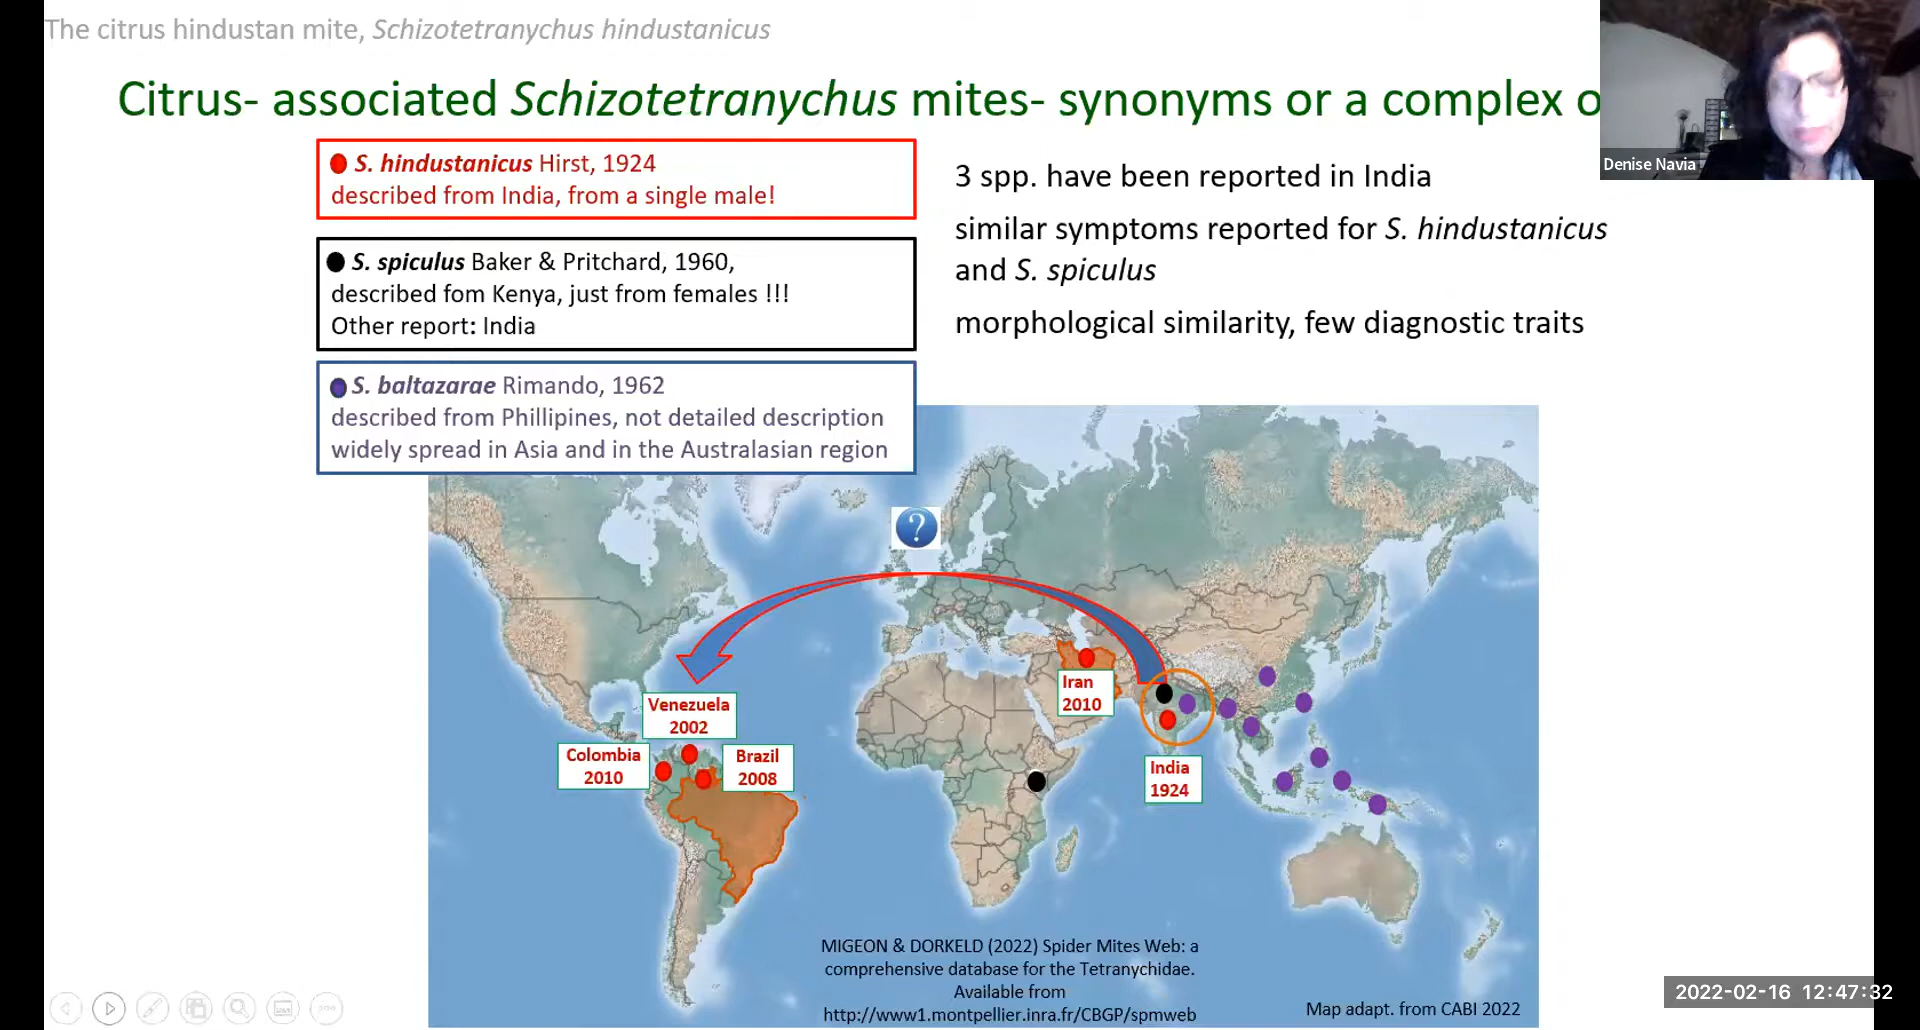 The citrus hindustan mite, Schizotetranychus hindustanicus
Citrus- associated Schizotetranychus mites- synonyms or a complex o
Denise Navia
S. hindustanicus Hirst, 1924
described from India, from a single male!
S. spiculus Baker & Pritchard, 1960,
described fom Kenya, just from females !!!
Other report: India
S. baltazarae Rimando, 1962
described from Phillipines, not detailed description
widely spread in Asia and in the Australasian region
3 spp. have been reported in India
similar symptoms reported for S. hindustanicus
and S. spiculus
morphological similarity, few diagnostic traits
?
Iran
2010
Venezuela
2002
Colombia
2010
Brazil
2008
India
1924
MIGEON & DORKELD (2022) Spider Mites Web: a
comprehensive database for the Tetranychidae.
Available from
http://www1.montpellier.inra.fr/CBGP/spmweb
Map adapt. from CABI 2022
2022-02-16 12:47:32